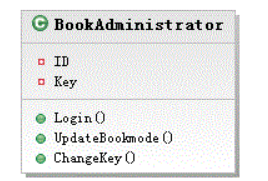 C BookAdministrator
ID
Key
Login()
UpdateBookmode()
ChangeKey()